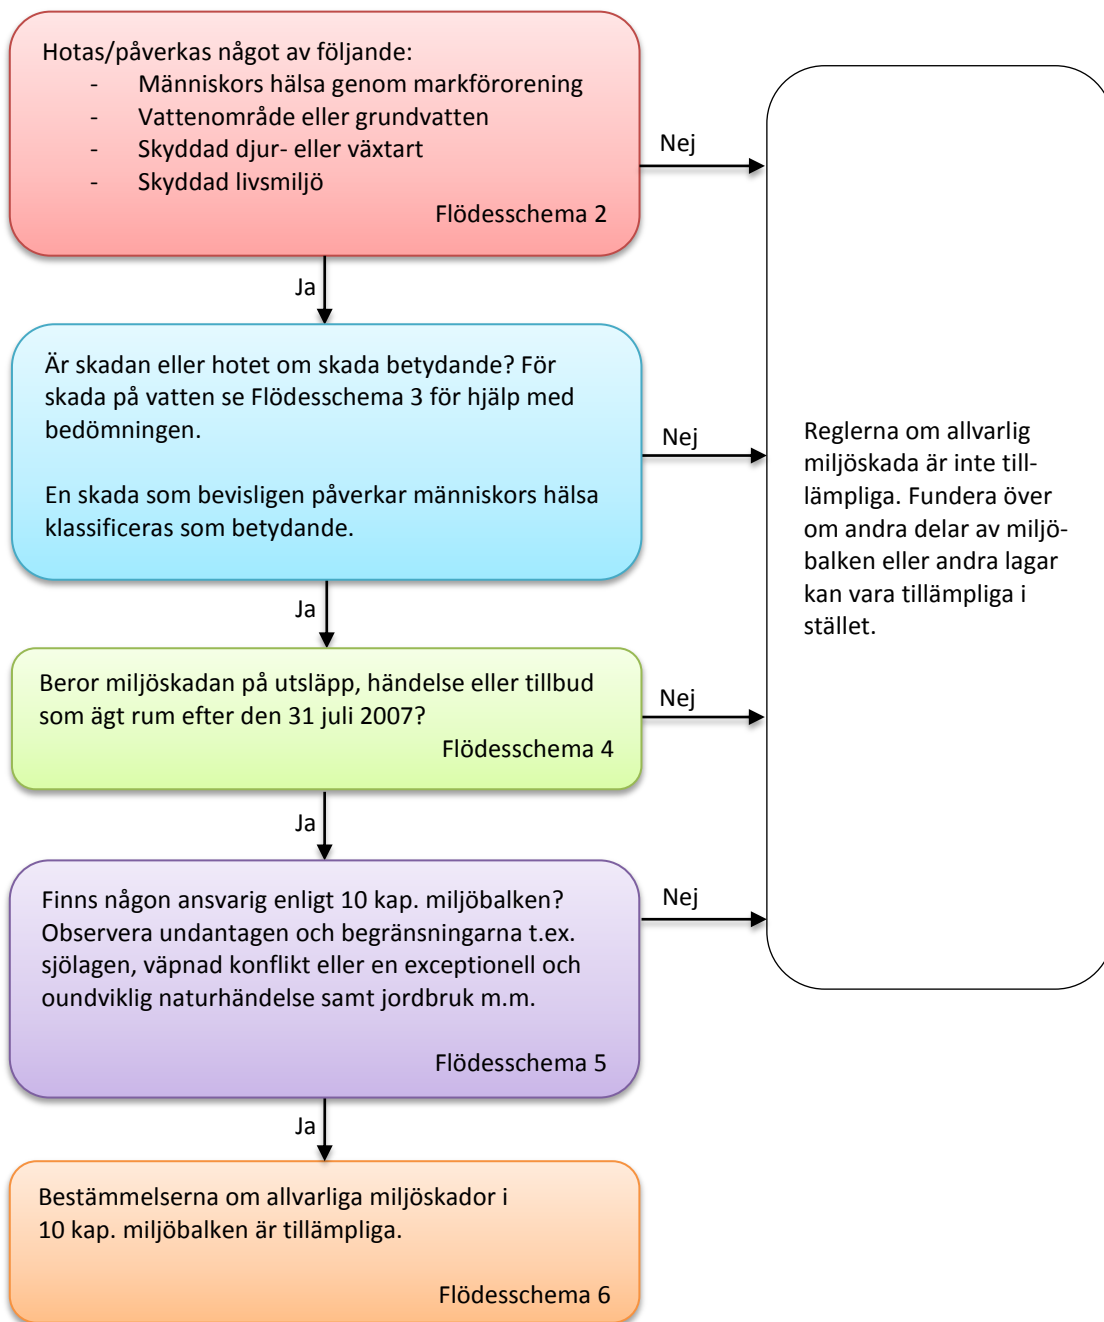 Hotas/påverkas något av följande:
- Människors hälsa genom markförorening
- Vattenområde eller grundvatten
- Skyddad djur- eller växtart
- Skyddad livsmiljö
Flödesschema 2
Nej
Ja
Är skadan eller hotet om skada betydande? För
skada på vatten se Flödesschema 3 för hjälp med
bedömningen.
En skada som bevisligen påverkar människors hälsa
klassificeras som betydande.
Nej
Ja
Beror miljöskadan på utsläpp, händelse eller tillbud
som ägt rum efter den 31 juli 2007?
Flödesschema 4
Nej
Ja
Finns någon ansvarig enligt 10 kap. miljöbalken?
Observera undantagen och begränsningarna t.ex.
sjölagen, väpnad konflikt eller en exceptionell och
oundviklig naturhändelse samt jordbruk m.m.
Flödesschema 5
Nej
Ja
Bestämmelserna om allvarliga miljöskador i
10 kap. miljöbalken är tillämpliga.
Flödesschema 6
Reglerna om allvarlig
miljöskada är inte till-
lämpliga. Fundera över
om andra delar av miljö-
balken eller andra lagar
kan vara tillämpliga i
stället.